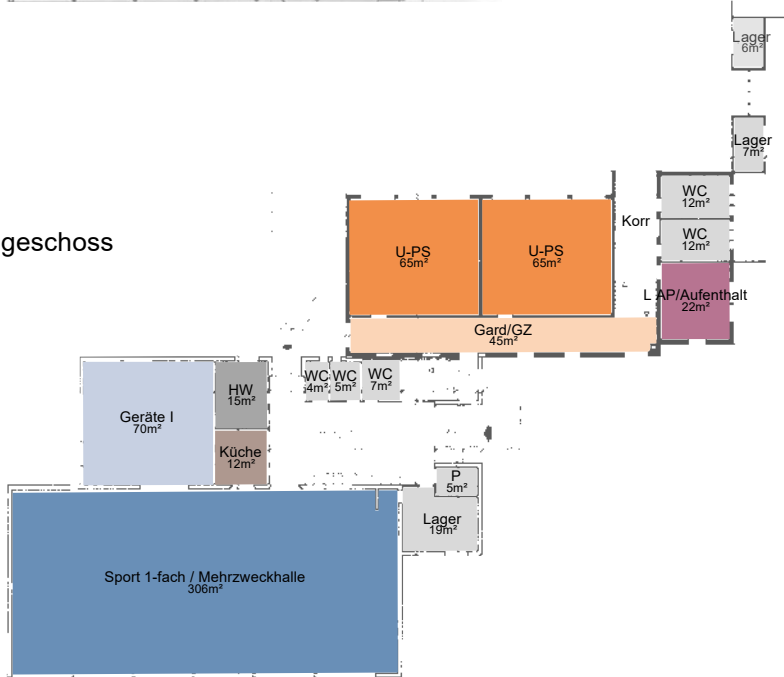 Lager
6m²
Lager
7m²
WC
12m²
Korr
WC
12m²
geschoss
U-PS
65m²
U-PS
65m²
L AP/Aufenthalt
22m²
Gard/GZ
45m²
WC
4m²
WC
5m²
WC
7m²
HW
15m²
Geräte I
70m²
Küche
12m²
P
5m²
Lager
19m²
Sport 1-fach / Mehrzweckhalle
306m²